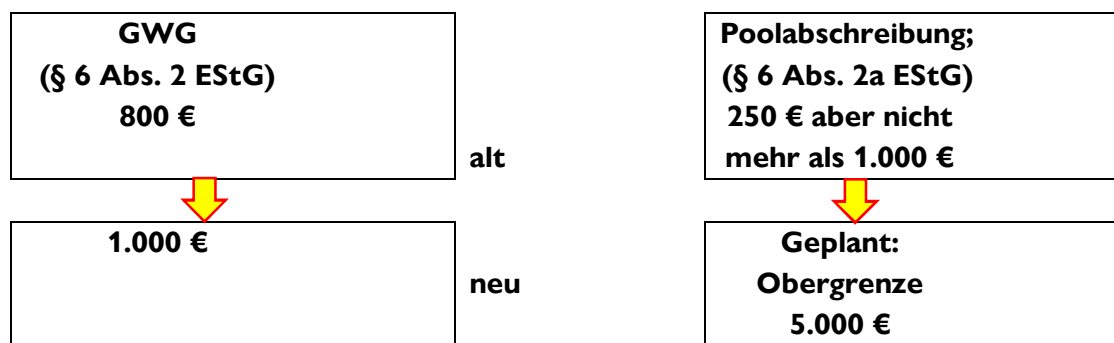 GWG
(§ 6 Abs. 2 EStG)
800 €
alt
Poolabschreibung;
(§ 6 Abs. 2a EStG)
250 € aber nicht
mehr als 1.000 €
1.000 €
neu
Geplant:
Obergrenze
5.000 €